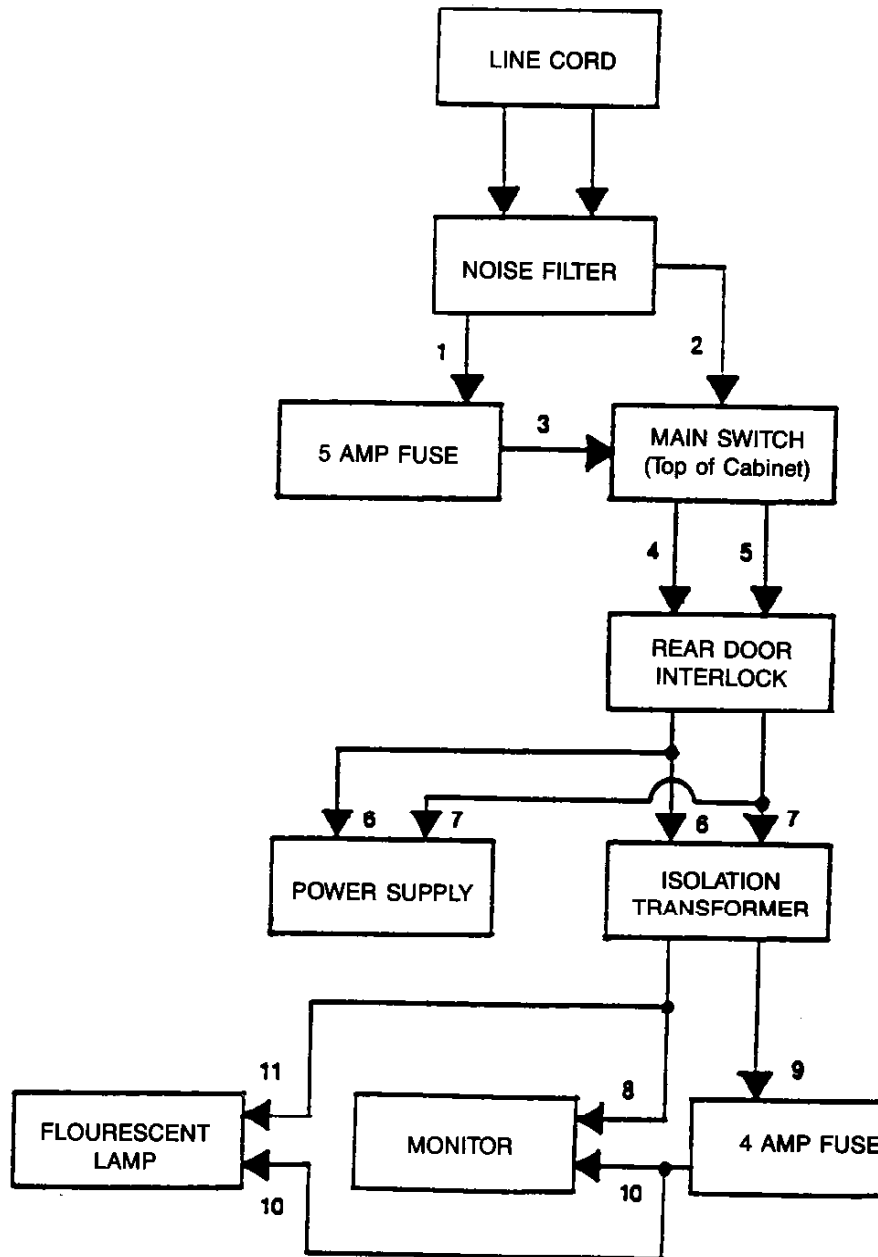 LINE CORD
NOISE FILTER
1
2
5 AMP FUSE
3
MAIN SWITCH
(Top of Cabinet)
4
5
REAR DOOR
INTERLOCK
6
7
6
7
POWER SUPPLY
ISOLATION
TRANSFORMER
11
8
9
FLOURESCENT
LAMP
MONITOR
4 AMP FUSE
10
10